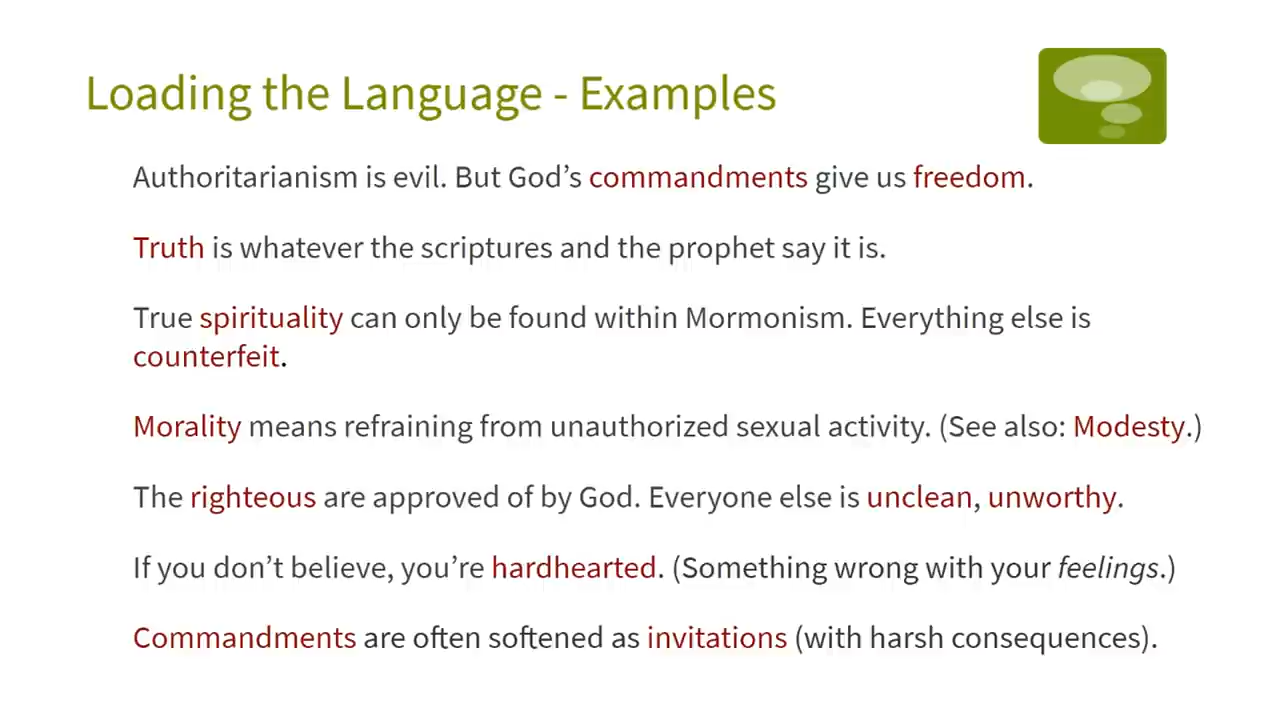 Loading the Language - Examples
Authoritarianism is evil. But God’s commandments give us freedom.
Truth is whatever the scriptures and the prophet say it is.
True spirituality can only be found within Mormonism. Everything else is
counterfeit.
Morality means refraining from unauthorized sexual activity. (See also: Modesty.)
The righteous are approved of by God. Everyone else is unclean, unworthy.
If you don’t believe, you’re hardhearted. (Something wrong with your feelings.)
Commandments are often softened as invitations (with harsh consequences).